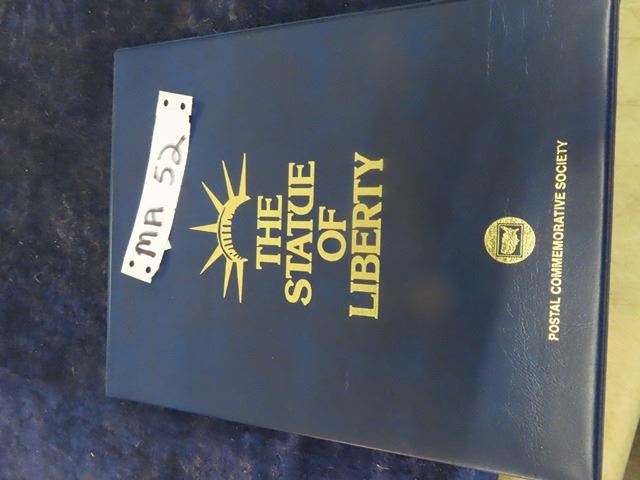 MA 52
THE
STATUE
OF
LIBERTY
POSTAL COMMEMORATIVE SOCIETY